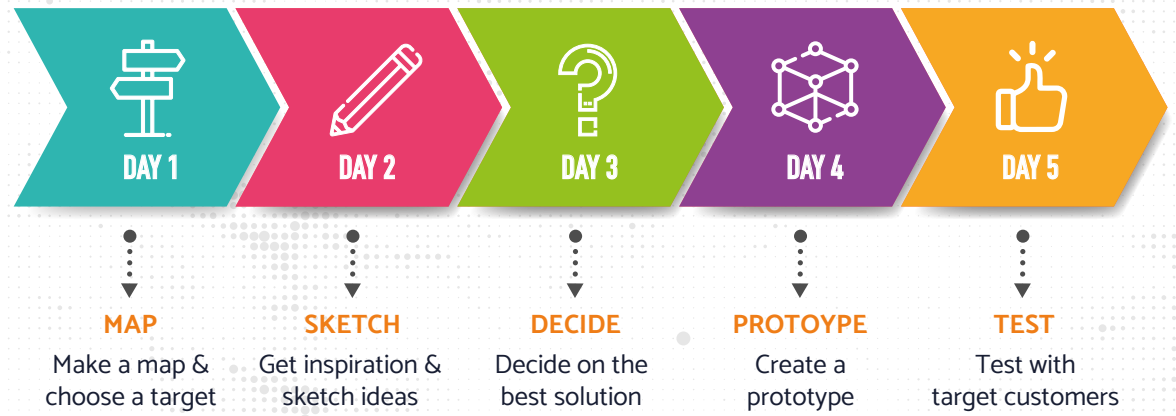 DAY 1
DAY 2
DAY 3
DAY 4
DAY 5
MAP
Make a map &
choose a target
SKETCH
Get inspiration &
sketch ideas
DECIDE
Decide on the
best solution
PROTOYPE
Create a
prototype
TEST
Test with
target customers